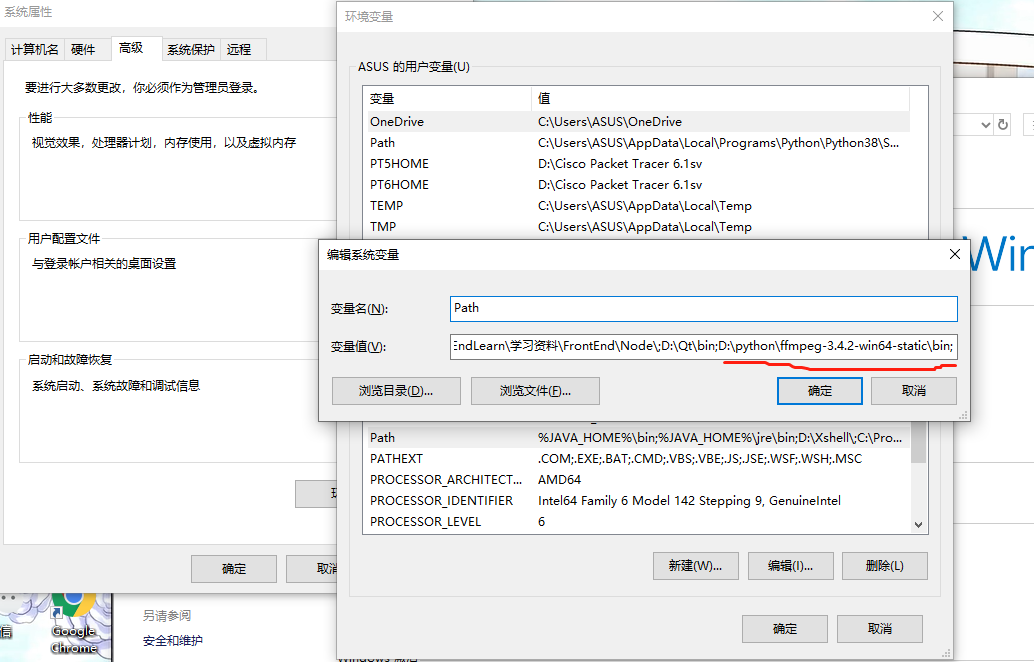 系统属性
计算机名
硬件
高级
系统保护
远程
要进行大多数更改，你必须作为管理员登录。
性能
视觉效果，处理器计划，内存使用，以及虚拟内存
用户配置文件
与登录帐户相关的桌面设置
启动和故障恢复
系统启动、系统故障和调试信息
确定
环境变量
ASUS 的用户变量(U)
变量
值
OneDrive
C:\Users\ASUS\OneDrive
Path
C:\Users\ASUS\AppData\Local\Programs\Python\Python38\S...
PT5HOME
D:\Cisco Packet Tracer 6.1sv
PT6HOME
D:\Cisco Packet Tracer 6.1sv
TEMP
C:\Users\ASUS\AppData\Local\Temp
TMP
C:\Users\ASUS\AppData\Local\Temp
编辑系统变量
变量名(N):
Path
变量值(V):
EndLearn\学习资料\FrontEnd\Node\;D:\Qt\bin;D:\python\ffmpeg-3.4.2-win64-static\bin;
浏览目录(D)...
浏览文件(F)...
确定
取消
Path
%JAVA_HOME%\bin;%JAVA_HOME%\jre\bin;D:\Xshell\;C:\Pro...
PATHEXT
.COM;.EXE;.BAT;.CMD;.VBS;.VBE;.JS;.JSE;.WSF;.WSH;.MSC
PROCESSOR_ARCHITECT...
AMD64
PROCESSOR_IDENTIFIER
Intel64 Family 6 Model 142 Stepping 9, GenuineIntel
PROCESSOR_LEVEL
6
新建(W)...
编辑(I)...
删除(L)
确定
取消
Win
Google
Chrome
另请参阅
安全和维护